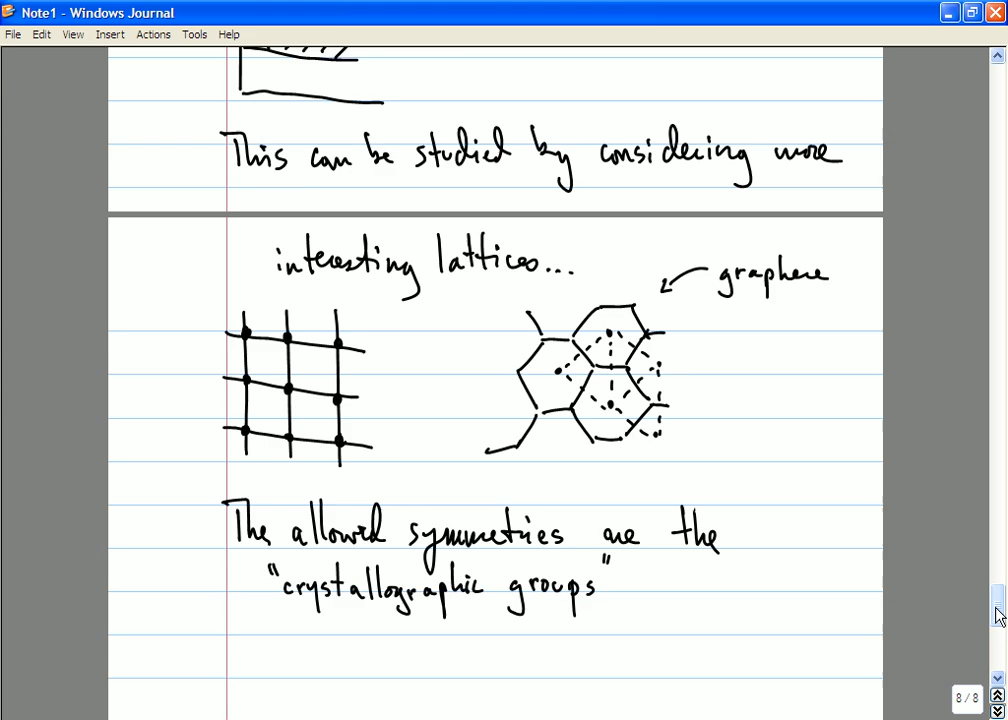 Note1 - Windows Journal
File Edit View Insert Actions Tools Help
This can be studied by considering more
interesting lattices...
graphene
The allowed symmetries are the
"crystallographic groups"
8/8